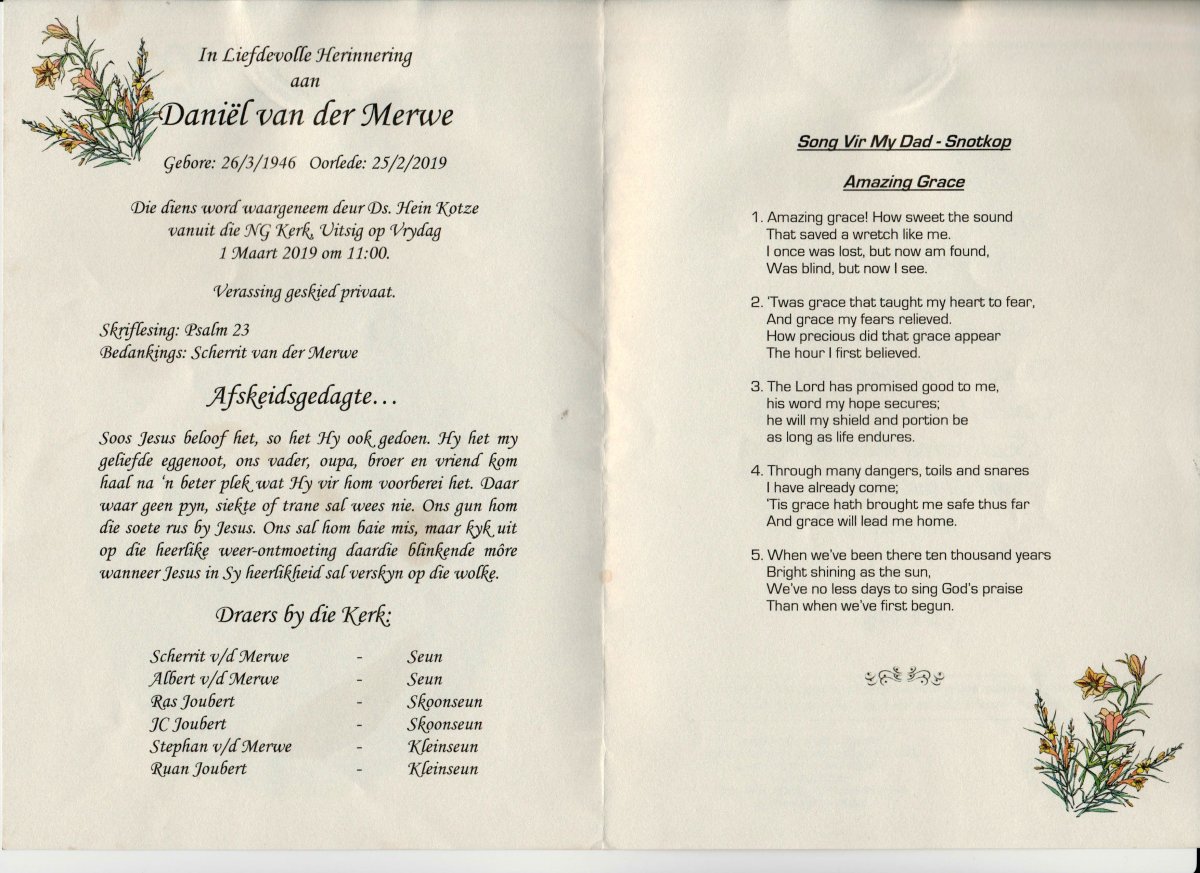 In Liefdevolle Herinnering
aan
Daniël van der Merwe
Gebore: 26/3/1946 Oorlede: 25/2/2019
Die diens word waargeneem deur Ds. Hein Kotze
vanuit die NG Kerk, Uitsig op Vrydag
1 Maart 2019 om 11:00.
Verassing geskied privaat.
Skriflesing: Psalm 23
Bedankings: Scherrit van der Merwe
Afskeidsgedagte...
Soos Jesus beloof het, so het Hy ook gedoen. Hy het my
geliefde eggenoot, ons vader, oupa, broer en vriend kom
haal na 'n beter plek wat Hy vir hom voorberei het. Daar
waar geen pyn, siekte of trane sal wees nie. Ons gun hom
die soete rus by Jesus. Ons sal hom baie mis, maar kyk uit
op die heerlike weer-ontmoeting daardie blinkende môre
wanneer Jesus in Sy heerlikheid sal verskyn op die wolke.
Draers by die Kerk:
Scherrit v/d Merwe - Seun
Albert v/d Merwe - Seun
Ras Joubert - Skoonseun
JC Joubert - Skoonseun
Stephan v/d Merwe - Kleinseun
Ruan Joubert - Kleinseun
Song Vir My Dad - Snotkop
Amazing Grace
1. Amazing grace! How sweet the sound
That saved a wretch like me.
I once was lost, but now am found,
Was blind, but now I see.
2. 'Twas grace that taught my heart to fear,
And grace my fears relieved.
How precious did that grace appear
The hour I first believed.
3. The Lord has promised good to me,
his word my hope secures;
he will my shield and portion be
as long as life endures.
4. Through many dangers, toils and snares
I have already come;
'Tis grace hath brought me safe thus far
And grace will lead me home.
5. When we've been there ten thousand years
Bright shining as the sun,
We've no less days to sing God's praise
Than when we've first begun.